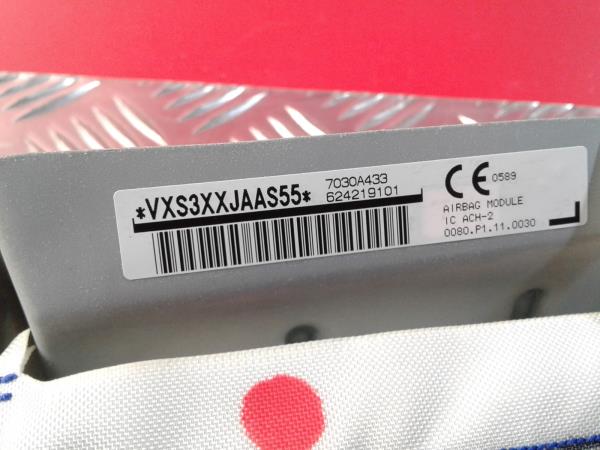 *VXS3XXJAAS55*
7030A433
624219101
CE 0589
AIRBAG MODULE
IC ACH-2
0080.P1.11.0030